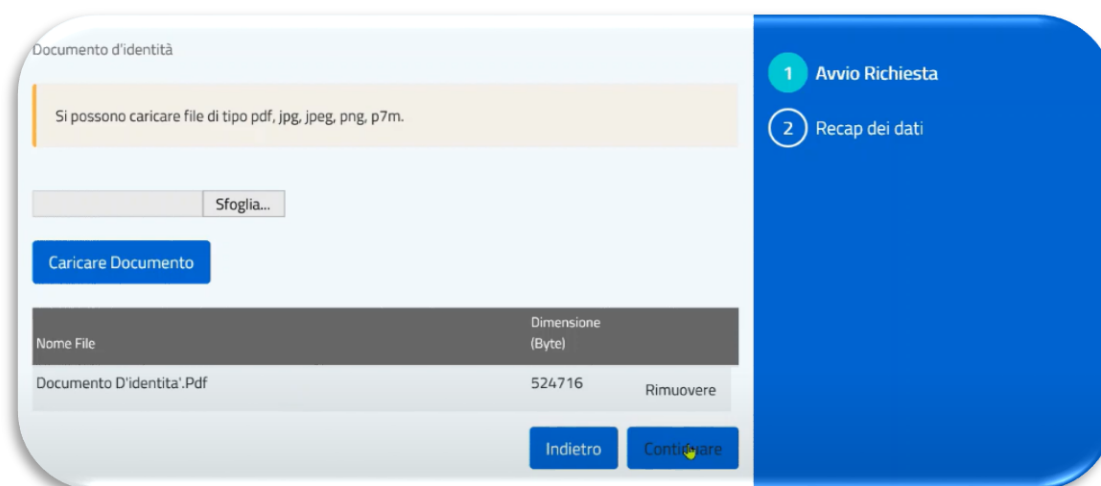 Documento d'identità
Si possono caricare file di tipo pdf, jpg, jpeg, png, p7m.
Sfoglia...
Caricare Documento
Nome File
Dimensione
(Byte)
Documento D'identita'.Pdf
524716
Rimuovere
Indietro
Continuare
1
Avvio Richiesta
2
Recap dei dati